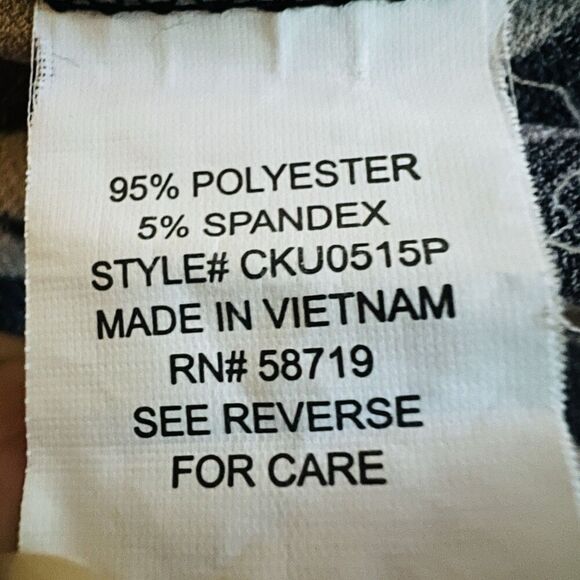 95% POLYESTER
5% SPANDEX
STYLE# CKU0515P
MADE IN VIETNAM
RN# 58719
SEE REVERSE
FOR CARE